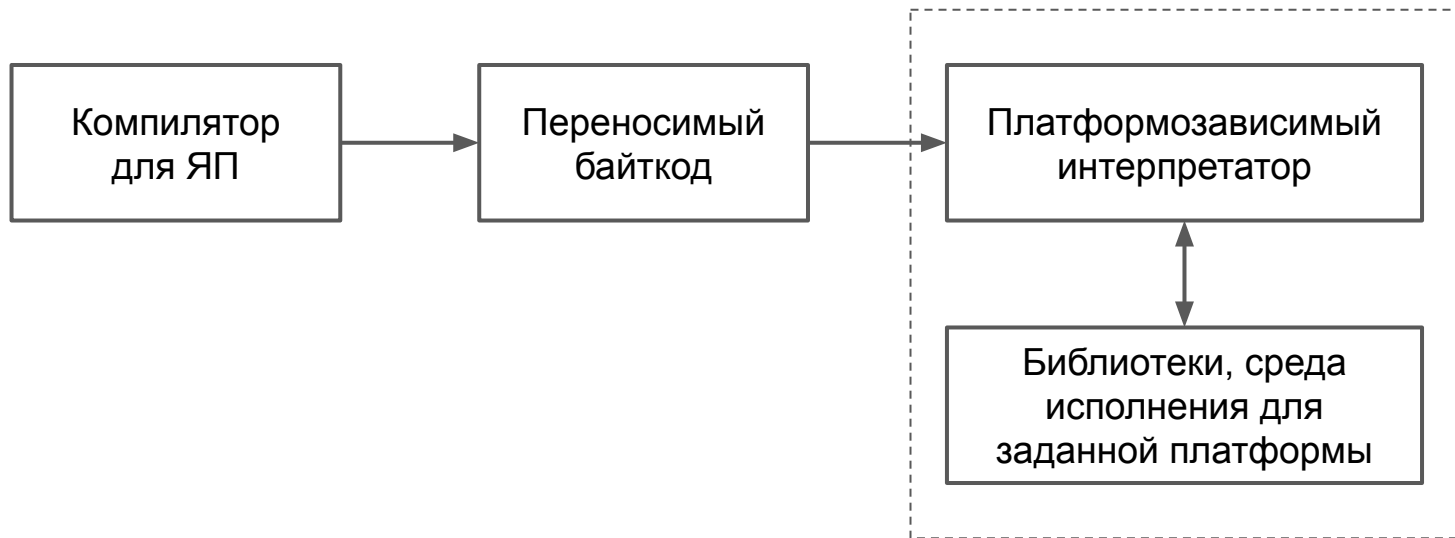 Компилятор
для ЯП
Переносимый
байткод
Платформозависимый
интерпретатор
Библиотеки, среда
исполнения для
заданной платформы